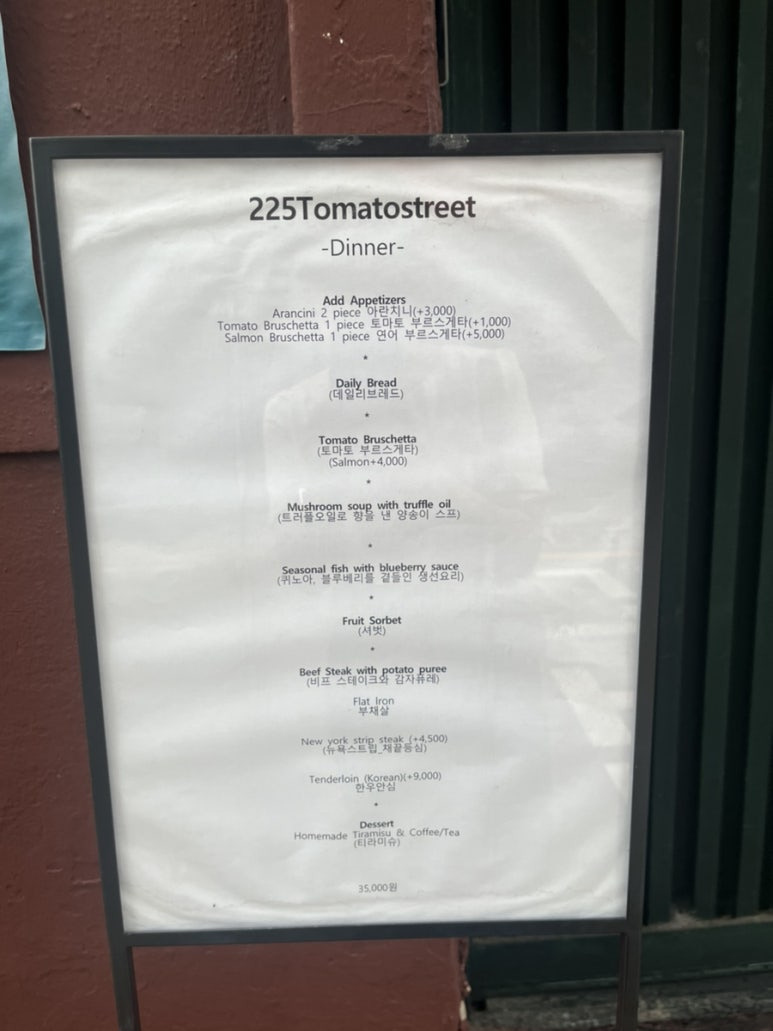 225Tomatostreet
-Dinner-
Add Appetizers
Arancini 2 piece 아란치니(+3,000)
Tomato Bruschetta 1 piece 토마토 부르스게타(+1,000)
Salmon Bruschetta 1 piece 연어 부르스게타(+5,000)
*
Daily Bread
(데일리브레드)
*
Tomato Bruschetta
(토마토 부르스게타)
(Salmon+4,000)
*
Mushroom soup with truffle oil
(트러플오일로 향을 낸 양송이 스프)
*
Seasonal fish with blueberry sauce
(퀴노아, 블루베리를 곁들인 생선요리)
*
Fruit Sorbet
(셔벗)
*
Beef Steak with potato puree
(비프 스테이크와 감자퓨레)
Flat Iron
부채살
New york strip steak (+4,500)
(뉴욕스트립_채끝등심)
Tenderloin (Korean)(+9,000)
한우안심
*
Dessert
Homemade Tiramisu & Coffee/Tea
(티라미슈)
35,000원